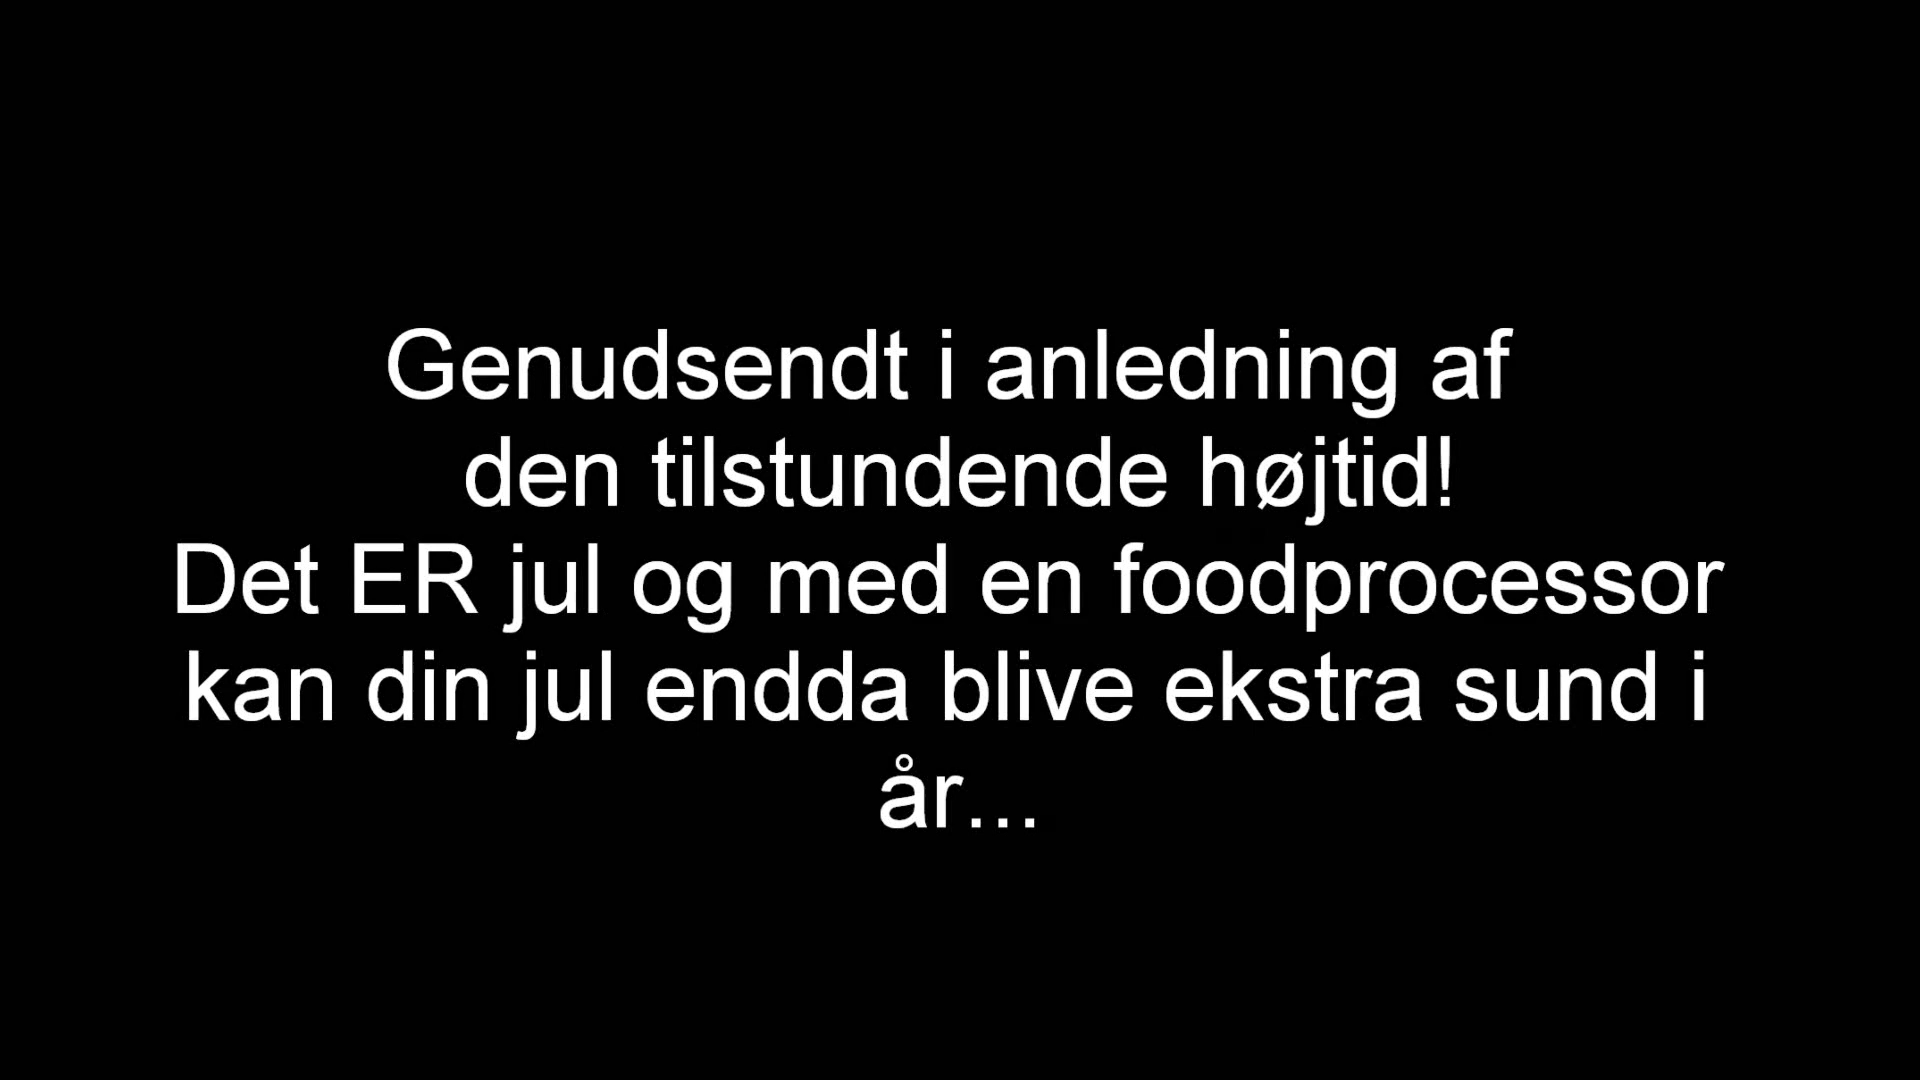 Genudsendt i anledning af
den tilstundende højtid!
Det ER jul og med en foodprocessor
kan din jul endda blive ekstra sund i
år...